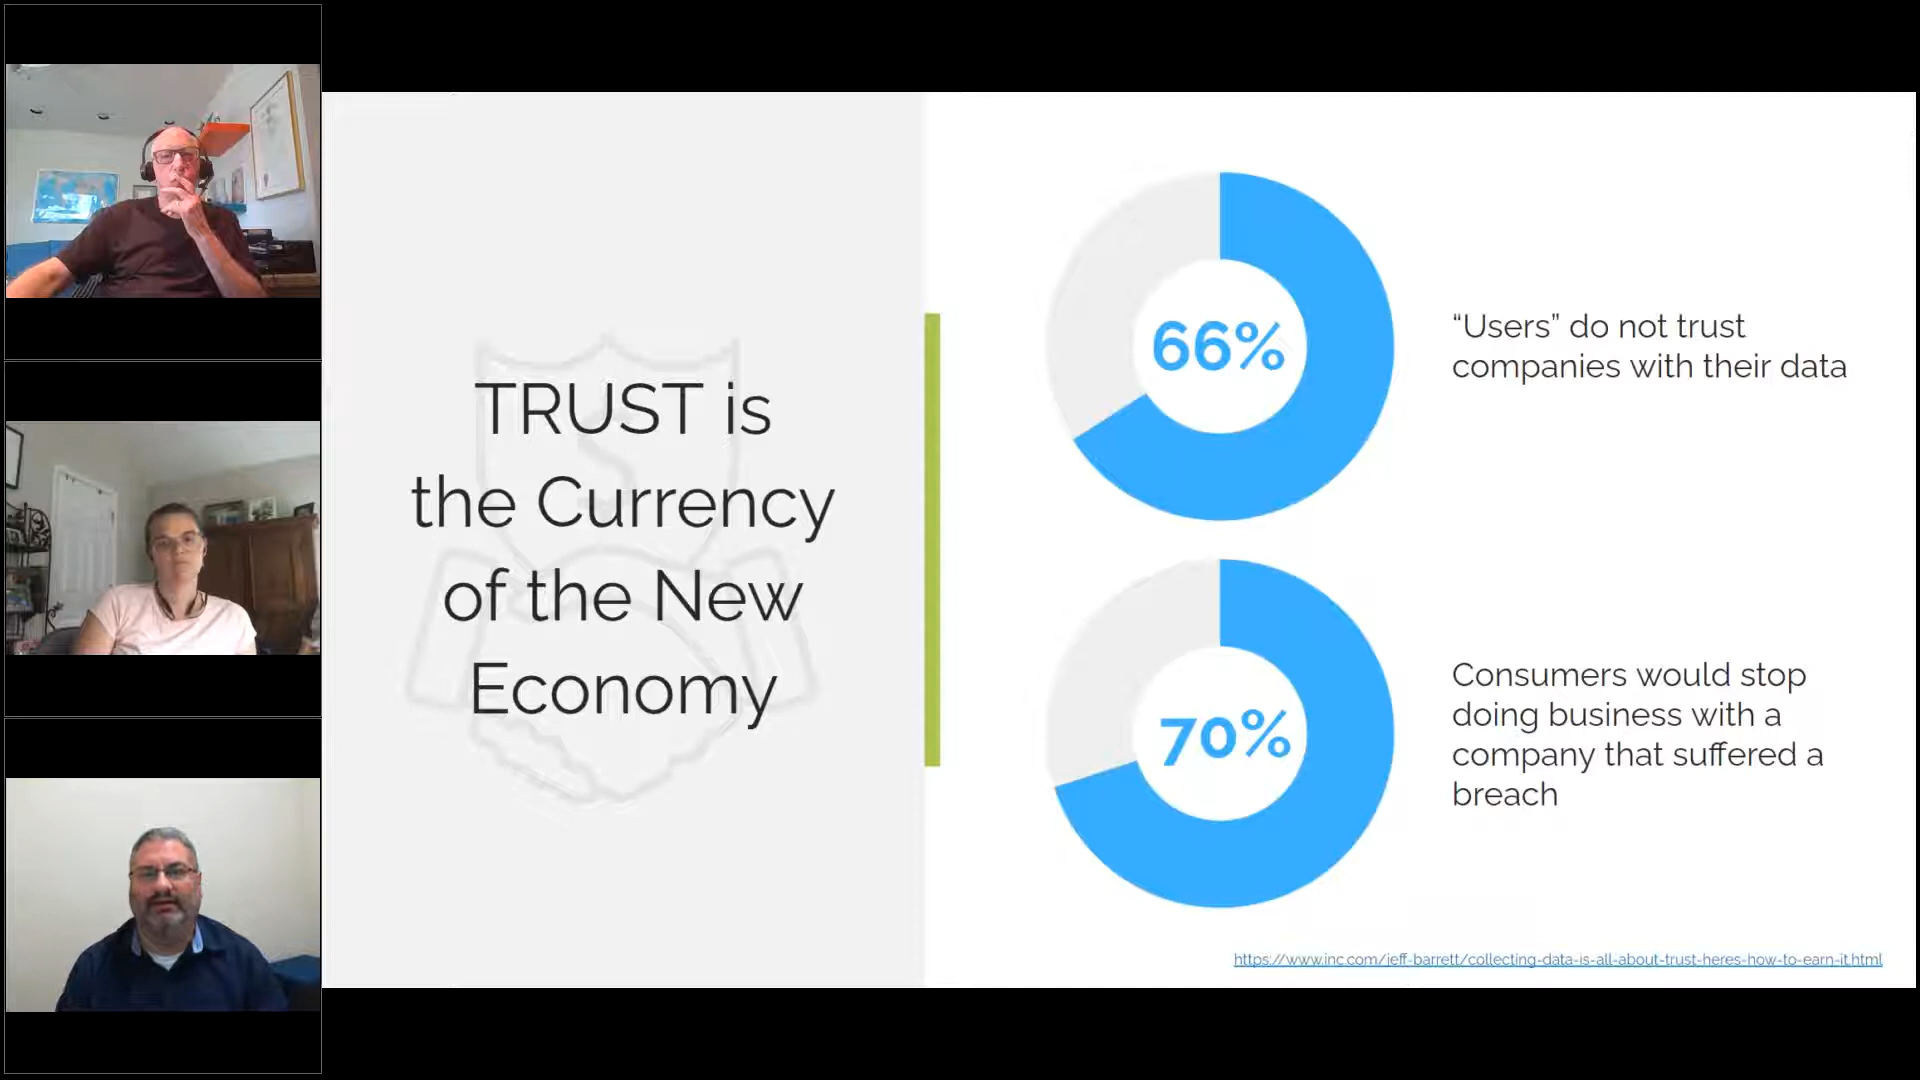 TRUST is
the Currency
of the New
Economy
66%
“Users” do not trust
companies with their data
70%
Consumers would stop
doing business with a
company that suffered a
breach
https://www.inc.com/jeff-barrett/collecting-data-is-all-about-trust-heres-how-to-earn-it.html